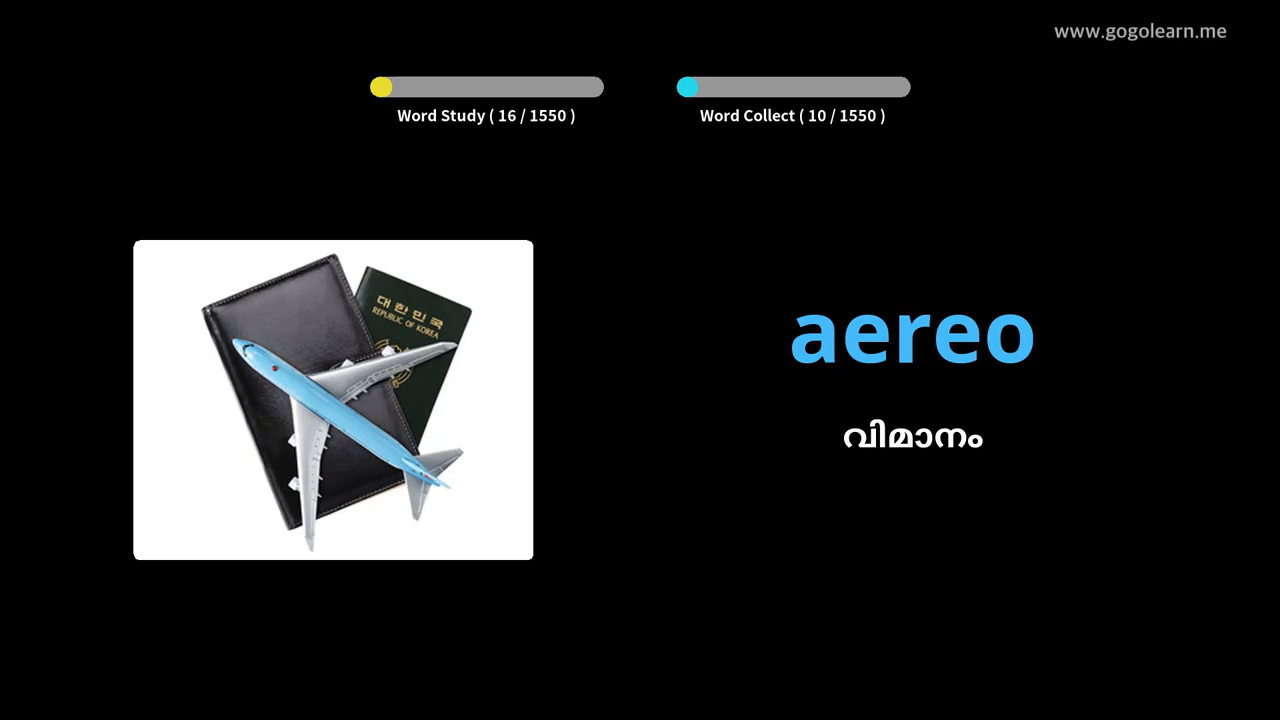 www.gogolearn.me
Word Study ( 16 / 1550 )
Word Collect ( 10 / 1550 )
대한민국
REPUBLIC OF KOREA
aereo
വിമാനം